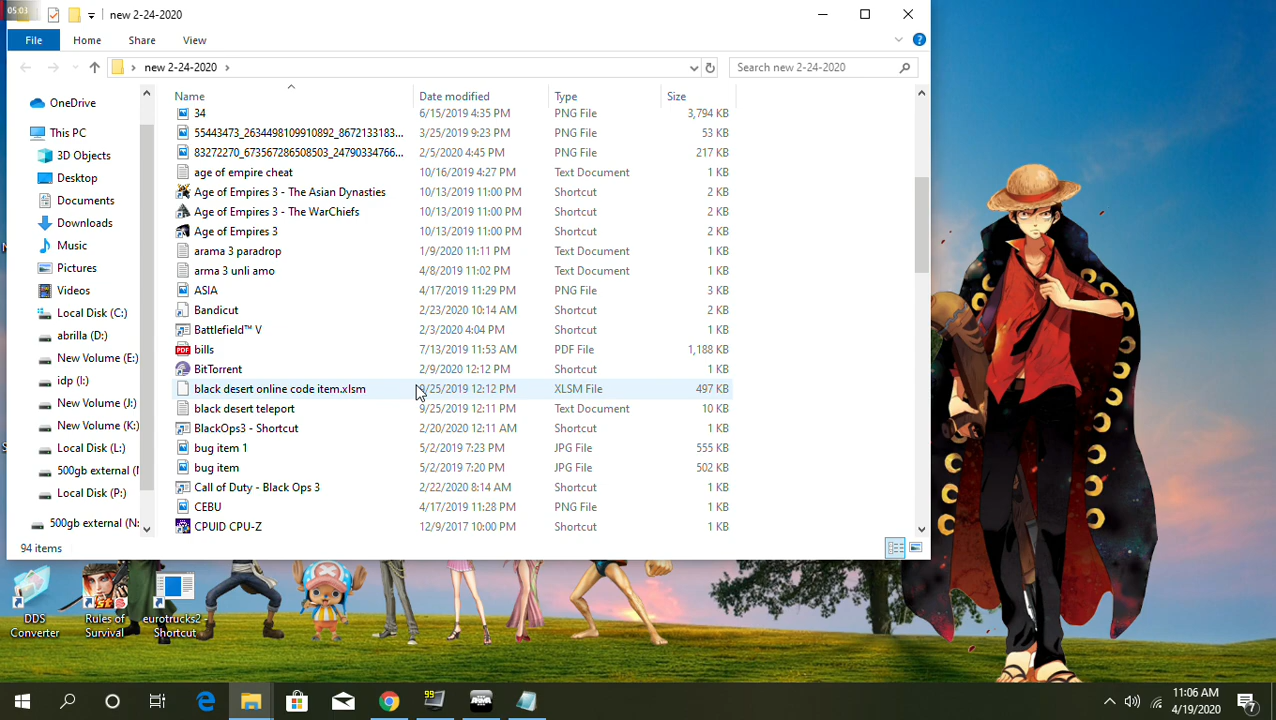 05:03
new 2-24-2020
File Home Share View
new 2-24-2020
Search new 2-24-2020
Name Date modified Type Size
OneDrive
This PC
3D Objects
Desktop
Documents
Downloads
Music
Pictures
Videos
Local Disk (C:)
abrilla (D:)
New Volume (E:)
idp (I:)
New Volume (J:)
New Volume (K:)
Local Disk (L:)
500gb external (
Local Disk (P:)
500gb external (N:
34 6/15/2019 4:35 PM PNG File 3,794 KB
55443473_2634498109910892_8672133183... 3/25/2019 9:23 PM PNG File 53 KB
83272270_673567286508503_24790334766... 2/5/2020 4:45 PM PNG File 217 KB
age of empire cheat 10/16/2019 4:27 PM Text Document 1 KB
Age of Empires 3 - The Asian Dynasties 10/13/2019 11:00 PM Shortcut 2 KB
Age of Empires 3 - The WarChiefs 10/13/2019 11:00 PM Shortcut 2 KB
Age of Empires 3 10/13/2019 11:00 PM Shortcut 2 KB
arama 3 paradrop 1/9/2020 11:11 PM Text Document 1 KB
arma 3 unli amo 4/8/2019 11:02 PM Text Document 1 KB
ASIA 4/17/2019 11:29 PM PNG File 3 KB
Bandicut 2/23/2020 10:14 AM Shortcut 2 KB
Battlefield™ V 2/3/2020 4:04 PM Shortcut 1 KB
bills 7/13/2019 11:53 AM PDF File 1,188 KB
BitTorrent 2/9/2020 12:12 PM Shortcut 1 KB
black desert online code item.xlsm 9/25/2019 12:12 PM XLSM File 497 KB
black desert teleport 9/25/2019 12:11 PM Text Document 10 KB
BlackOps3 - Shortcut 2/20/2020 12:11 AM Shortcut 1 KB
bug item 1 5/2/2019 7:23 PM JPG File 555 KB
bug item 5/2/2019 7:20 PM JPG File 502 KB
Call of Duty - Black Ops 3 2/22/2020 8:14 AM Shortcut 1 KB
CEBU 4/17/2019 11:28 PM PNG File 1 KB
CPUID CPU-Z 12/9/2017 10:00 PM Shortcut 1 KB
94 items
DDS Converter
Rules of Survival
eurotrucks2 - Shortcut
99
11:06 AM
4/19/2020
7